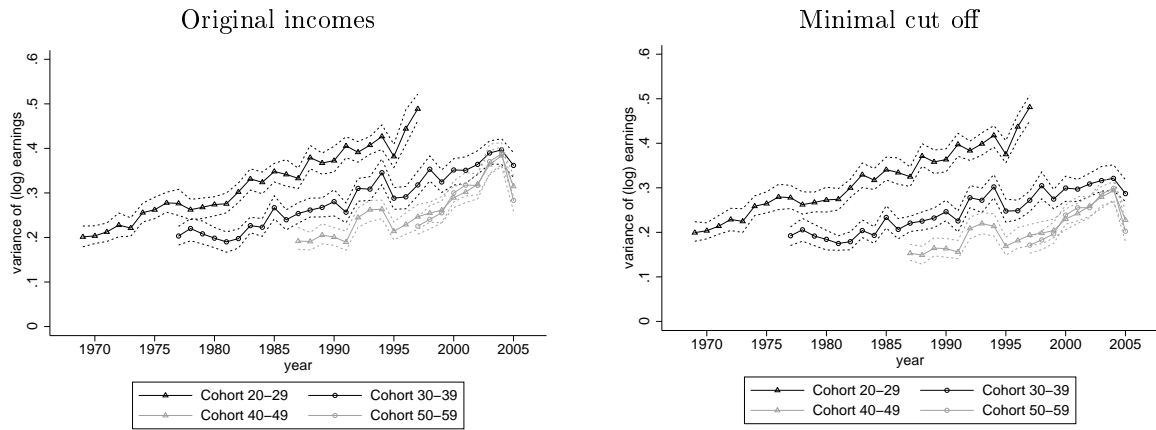 Original incomes
variance of (log) earnings
.6
.5
.4
.3
.2
.1
0
1970 1975 1980 1985 1990 1995 2000 2005
year
Cohort 20–29 Cohort 30–39
Cohort 40–49 Cohort 50–59
Minimal cut off
variance of (log) earnings
.6
.5
.4
.3
.2
.1
0
1970 1975 1980 1985 1990 1995 2000 2005
year
Cohort 20–29 Cohort 30–39
Cohort 40–49 Cohort 50–59